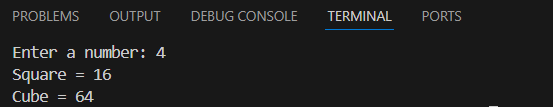 PROBLEMS OUTPUT DEBUG CONSOLE TERMINAL PORTS
Enter a number: 4
Square = 16
Cube = 64